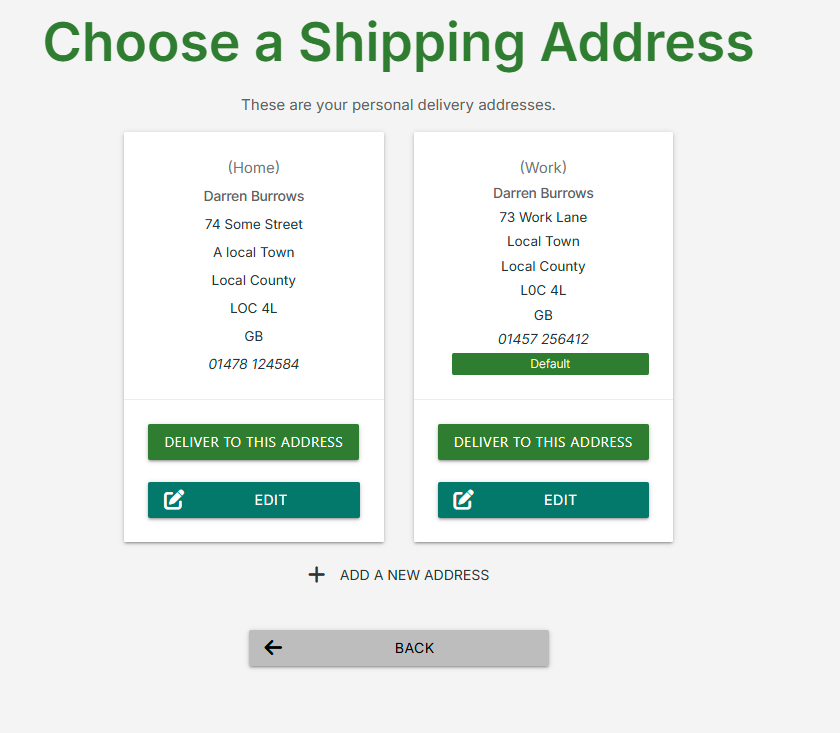 Choose a Shipping Address
These are your personal delivery addresses.
(Home)
Darren Burrows
74 Some Street
A local Town
Local County
LOC 4L
GB
01478 124584
DELIVER TO THIS ADDRESS
EDIT
(Work)
Darren Burrows
73 Work Lane
Local Town
Local County
L0C 4L
GB
01457 256412
Default
DELIVER TO THIS ADDRESS
EDIT
ADD A NEW ADDRESS
BACK